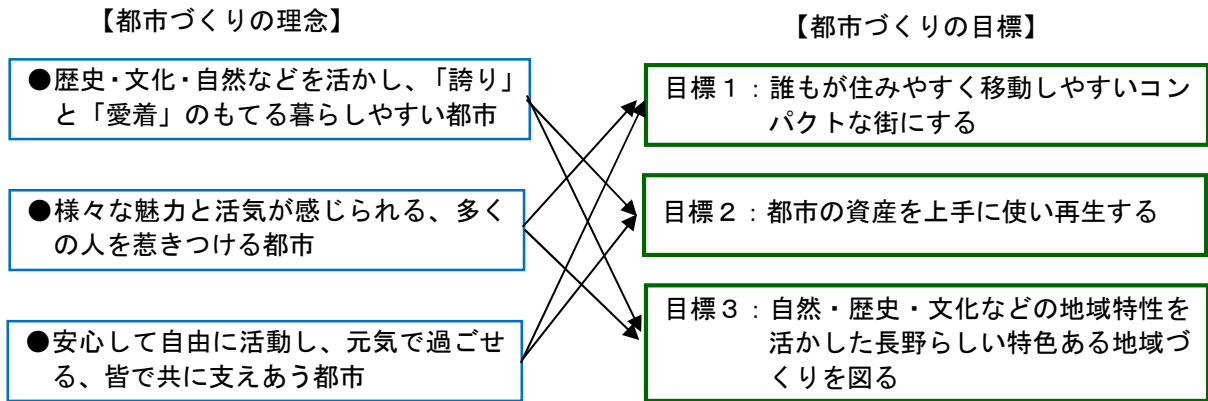 【都市づくりの理念】
●歴史・文化・自然などを活かし、「誇り」
と「愛着」のもてる暮らしやすい都市
●様々な魅力と活気が感じられる、多く
の人を惹きつける都市
●安心して自由に活動し、元気で過ごせ
る、皆で共に支えあう都市
【都市づくりの目標】
目標１：誰もが住みやすく移動しやすいコン
パクトな街にする
目標２：都市の資産を上手に使い再生する
目標３：自然・歴史・文化などの地域特性を
活かした長野らしい特色ある地域づ
くりを図る